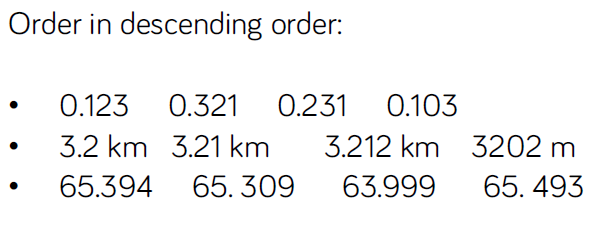 Order in descending order:
• 0.123 0.321 0.231 0.103
• 3.2 km 3.21 km 3.212 km 3202 m
• 65.394 65. 309 63.999 65. 493